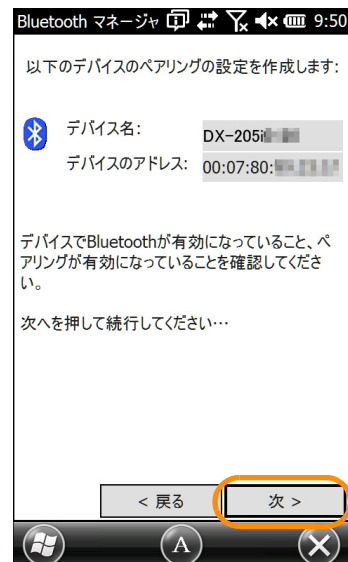 Bluetooth マネージャ 9:50
以下のデバイスのペアリングの設定を作成します:
デバイス名: DX-205i
デバイスのアドレス: 00:07:80:
デバイスでBluetoothが有効になっていること、ペ
アリングが有効になっていることを確認してくださ
い。
次へを押して続行してください…
< 戻る 次 >
A